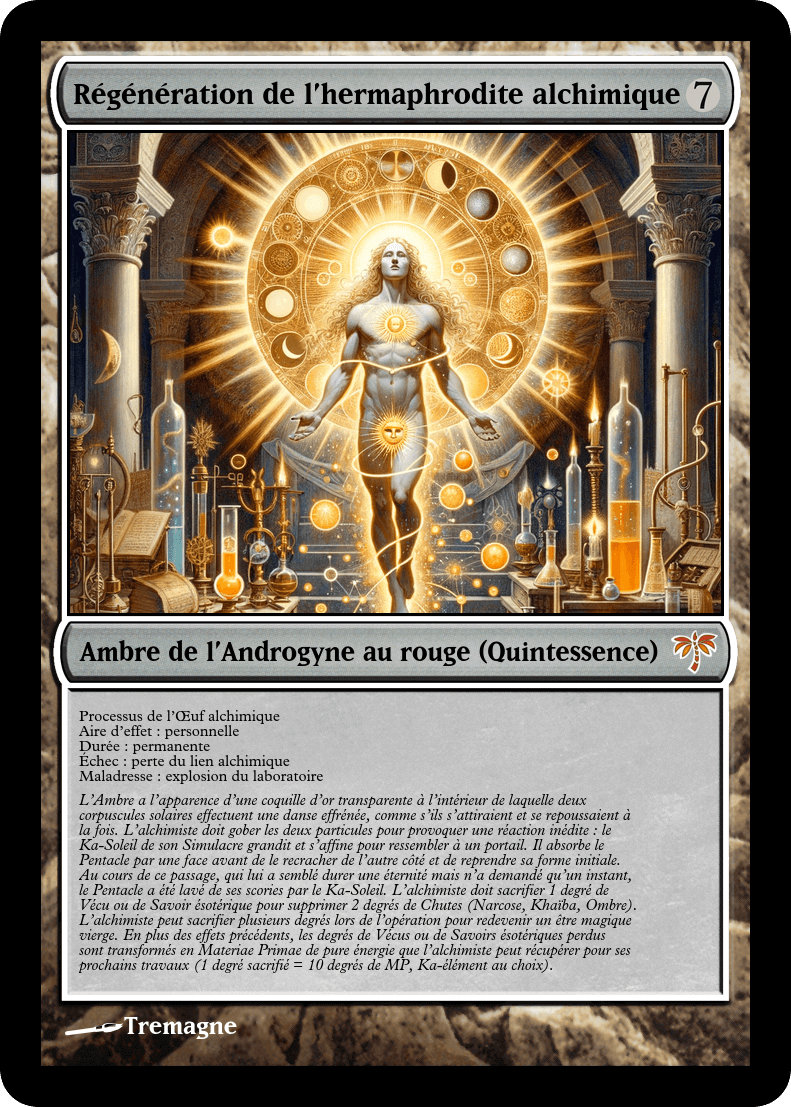 Régénération de l'hermaphrodite alchimique 7
Ambre de l'Androgyne au rouge (Quintessence)
Processus de l'Œuf alchimique
Aire d'effet : personnelle
Durée : permanente
Échec : perte du lien alchimique
Maladresse : explosion du laboratoire
L'Ambre a l'apparence d'une coquille d'or transparente à l'intérieur de laquelle deux
corpuscules solaires effectuent une danse effrénée, comme s'ils s'attiraient et se repoussaient à
la fois. L'alchimiste doit gober les deux particules pour provoquer une réaction inédite : le
Ka-Soleil de son Simulacre grandit et s'affine pour ressembler à un portail. Il absorbe le
Pentacle par une face avant de le recracher de l'autre côté et de reprendre sa forme initiale.
Au cours de ce passage, qui lui a semblé durer une éternité mais n'a demandé qu'un instant,
le Pentacle a été lavé de ses scories par le Ka-Soleil. L'alchimiste doit sacrifier 1 degré de
Vécu ou de Savoir ésotérique pour supprimer 2 degrés de Chutes (Narcose, Khaïba, Ombre).
L'alchimiste peut sacrifier plusieurs degrés lors de l'opération pour redevenir un être magique
vierge. En plus des effets précédents, les degrés de Vécus ou de Savoirs ésotériques perdus
sont transformés en Materiae Primae de pure énergie que l'alchimiste peut récupérer pour ses
prochains travaux (1 degré sacrifié = 10 degrés de MP, Ka-élément au choix).
Tremagne